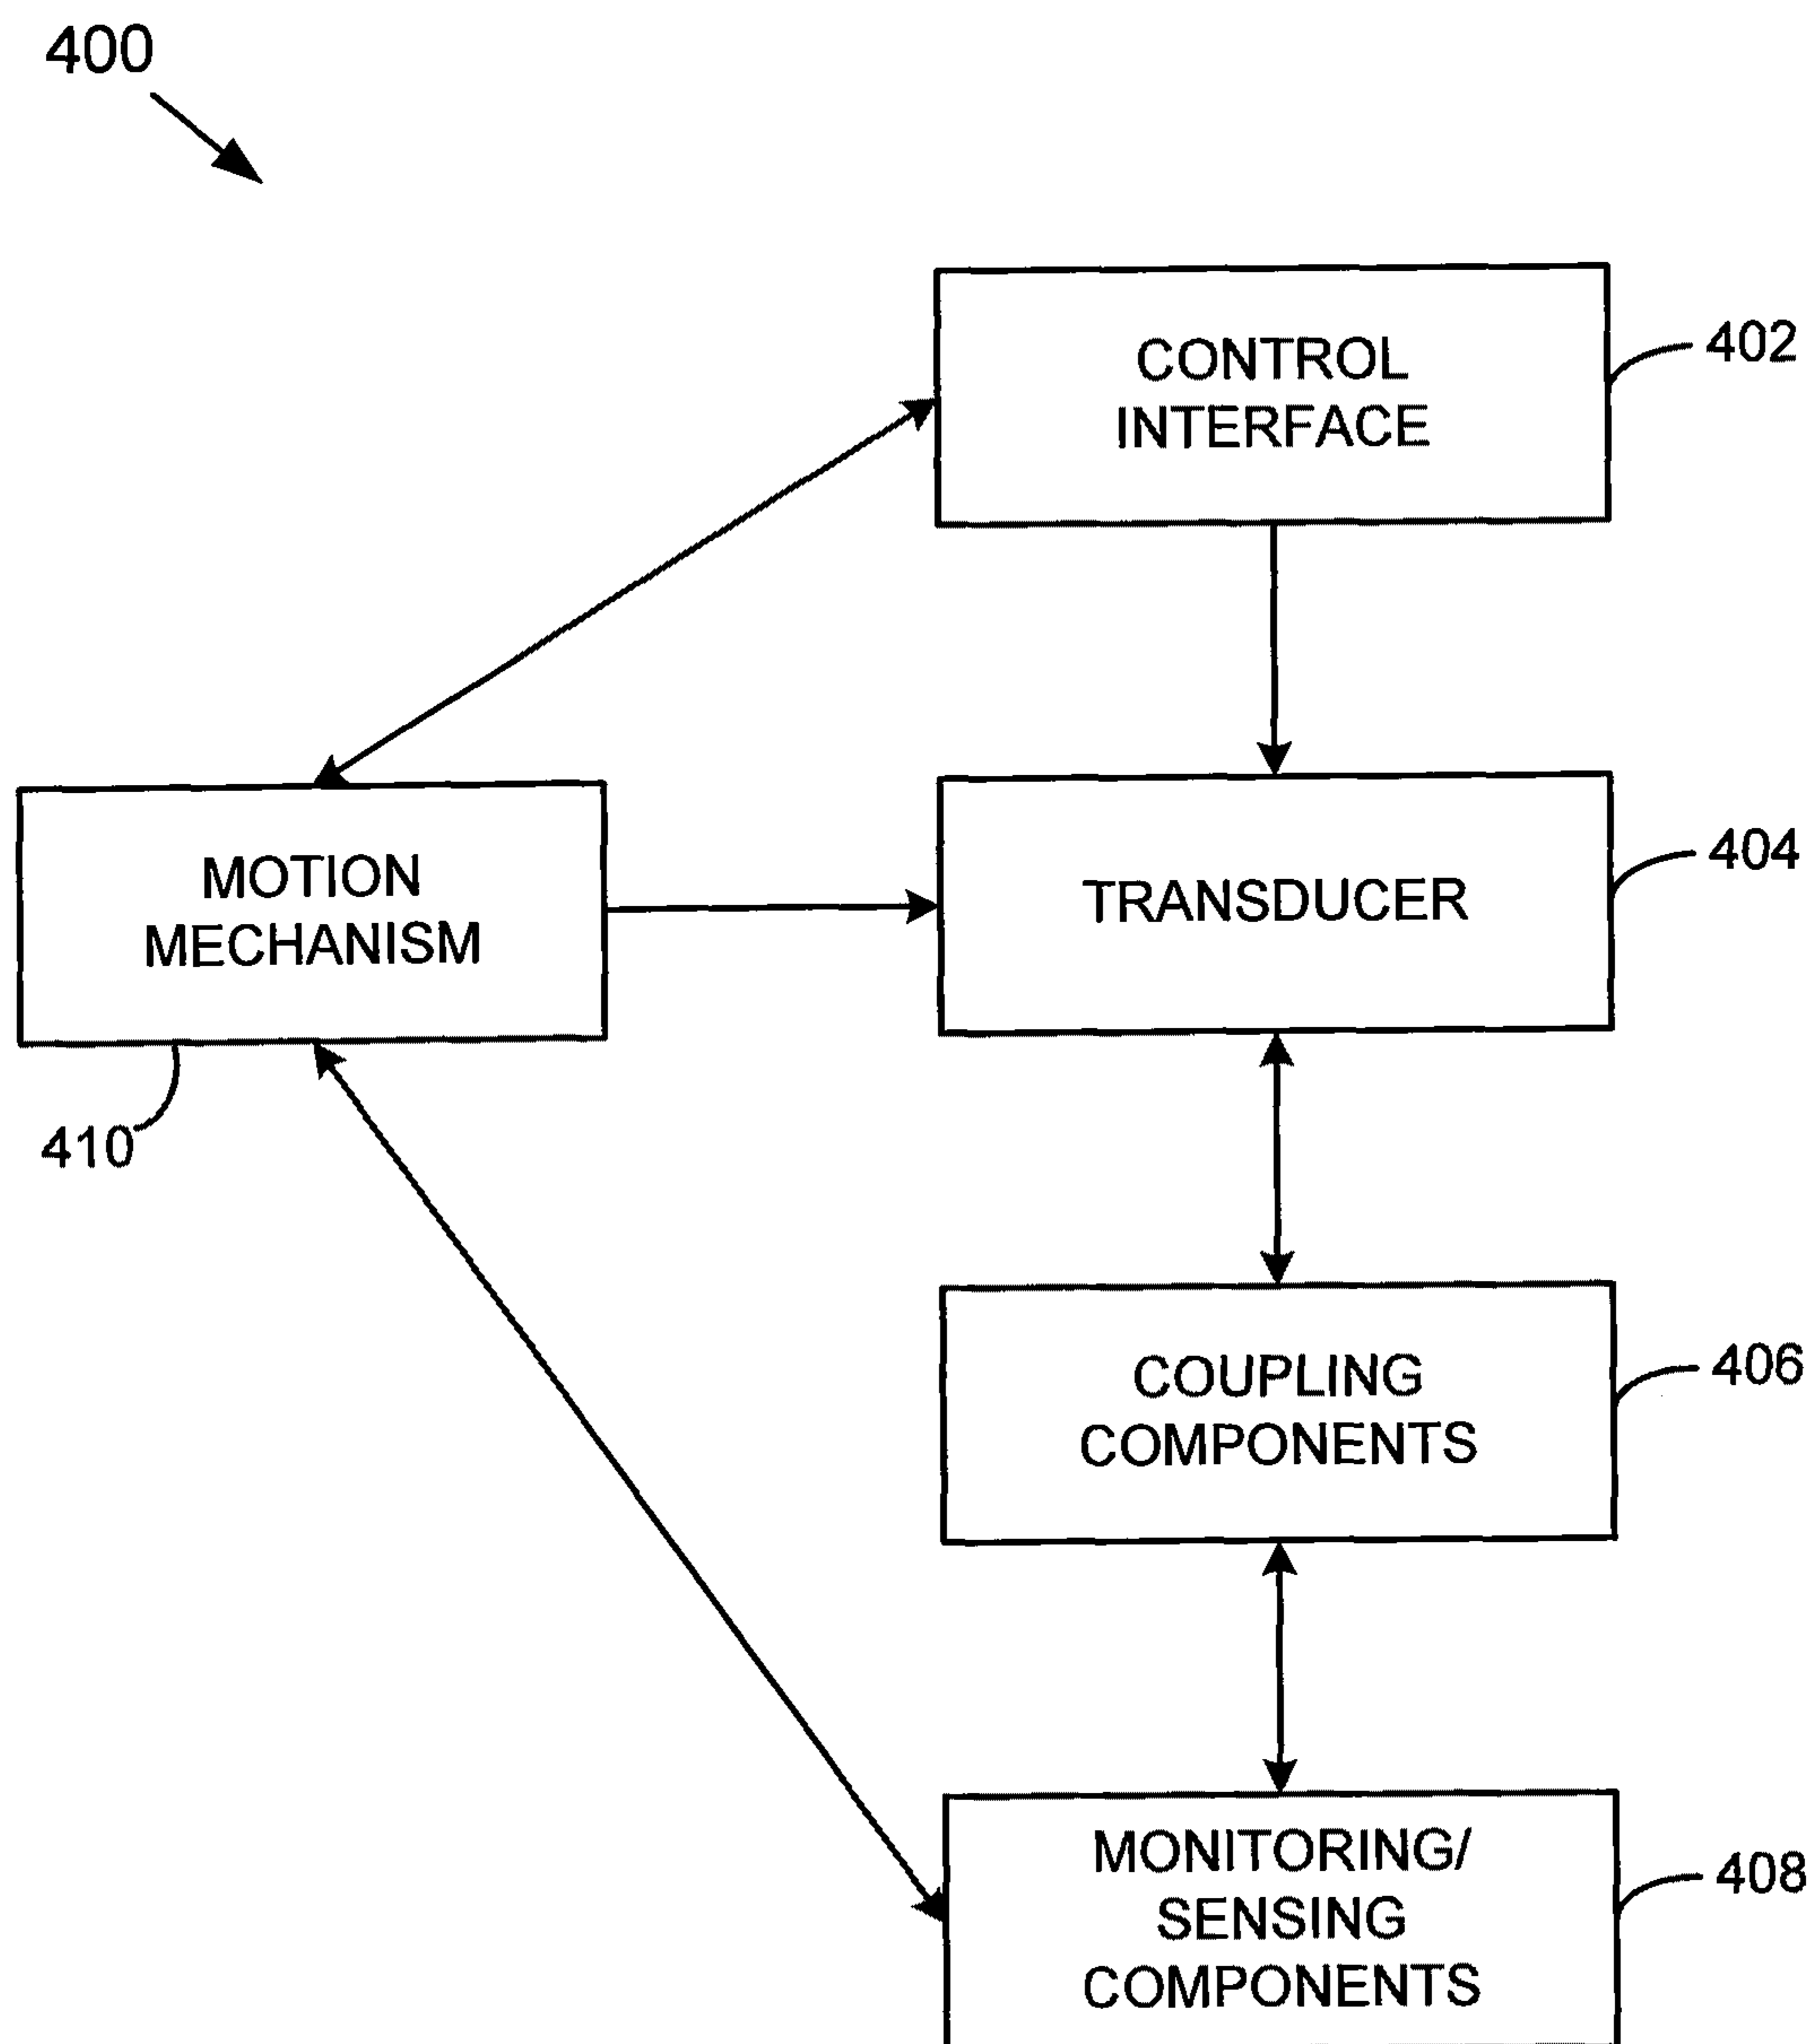 400
CONTROL
INTERFACE
402
MOTION
MECHANISM
410
TRANSDUCER
404
COUPLING
COMPONENTS
406
MONITORING/
SENSING
COMPONENTS
408